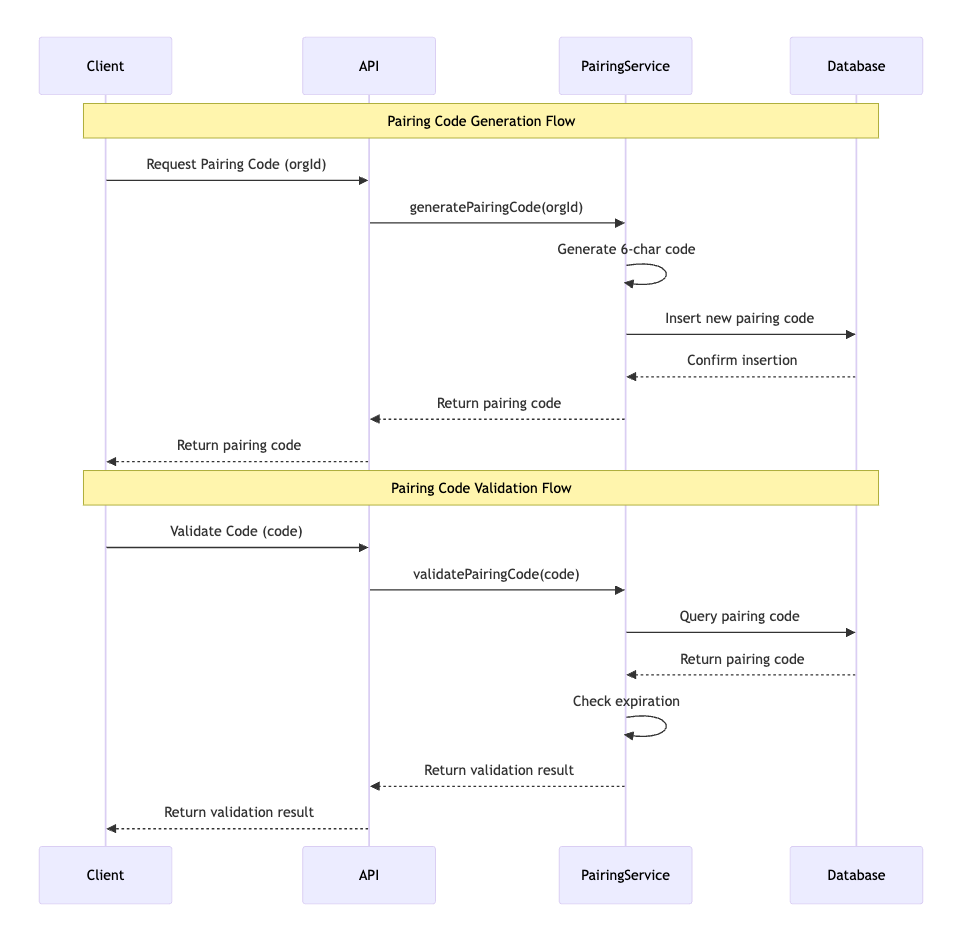 Client
API
PairingService
Database
Pairing Code Generation Flow
Request Pairing Code (orgId)
generatePairingCode(orgId)
Generate 6-char code
Insert new pairing code
Confirm insertion
Return pairing code
Return pairing code
Pairing Code Validation Flow
Validate Code (code)
validatePairingCode(code)
Query pairing code
Return pairing code
Check expiration
Return validation result
Return validation result
Client
API
PairingService
Database